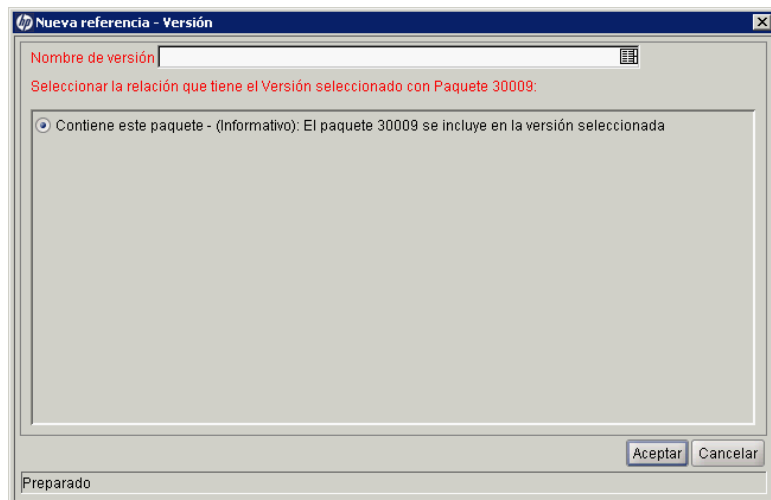 hp Nueva referencia - Versión
Nombre de versión
Seleccionar la relación que tiene el Versión seleccionado con Paquete 30009:
Contiene este paquete - (Informativo): El paquete 30009 se incluye en la versión seleccionada
Aceptar Cancelar
Preparado